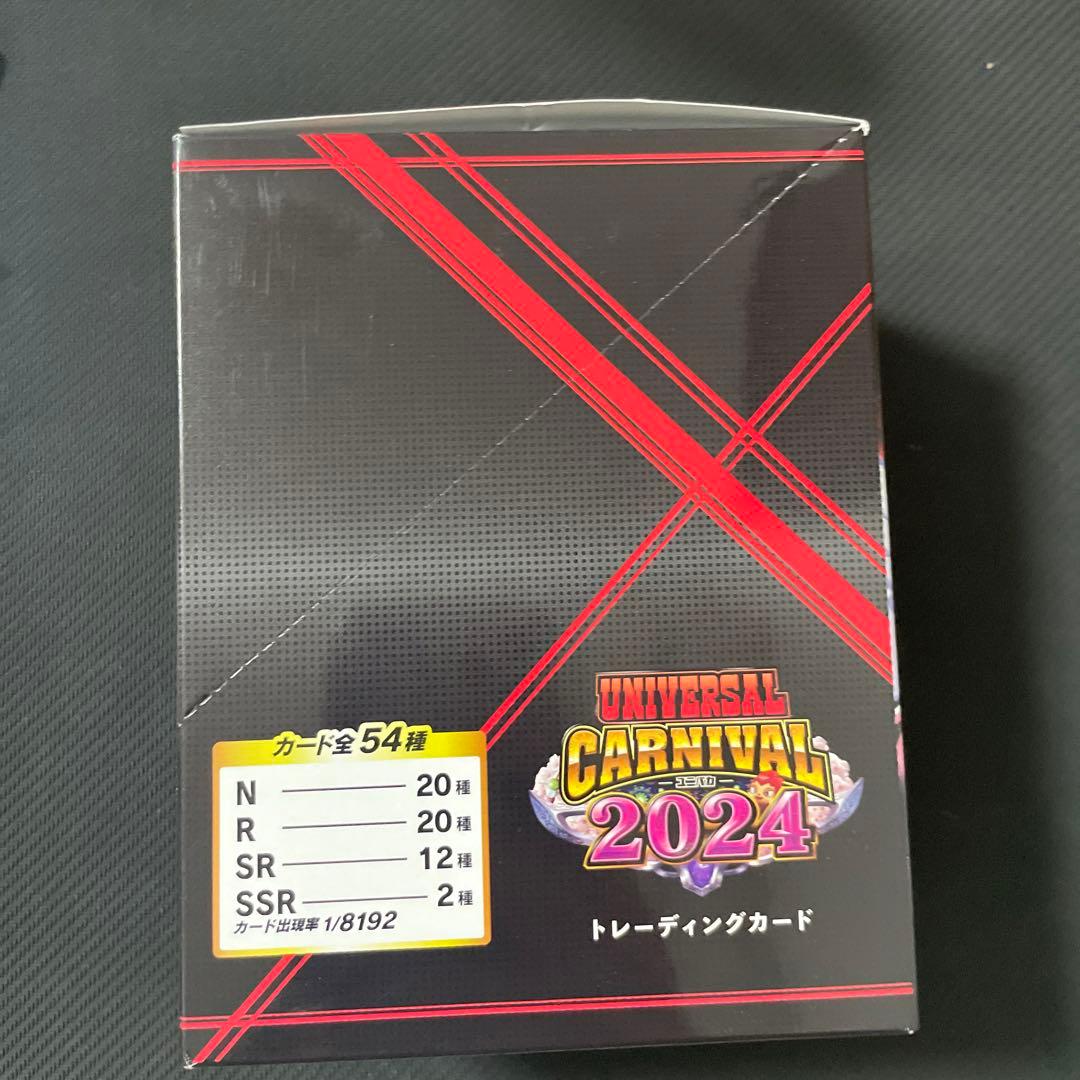 カード全54種
N 20種
R 20種
SR 12種
SSR 2種
カード出現率 1/8192
UNIVERSAL
CARNIVAL
ユニバカ
2024
トレーディングカード